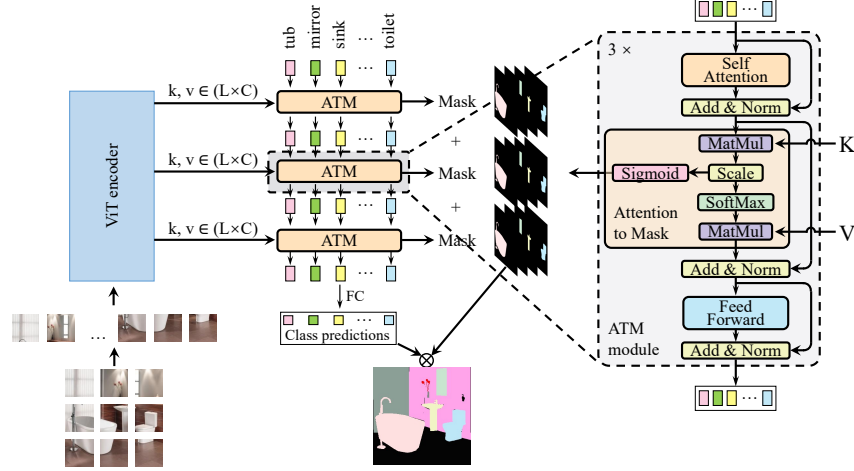 tub
mirror
sink
...
toilet
...
ViT encoder
k, v ∈ (L×C)
ATM
Mask
...
+
k, v ∈ (L×C)
ATM
Mask
...
+
k, v ∈ (L×C)
ATM
Mask
...
FC
...
Class predictions
⊗
...
...
3 ×
Self
Attention
Add & Norm
MatMul
K
Sigmoid
Scale
SoftMax
Attention
to Mask
MatMul
V
Add & Norm
Feed
Forward
ATM
module
Add & Norm
...